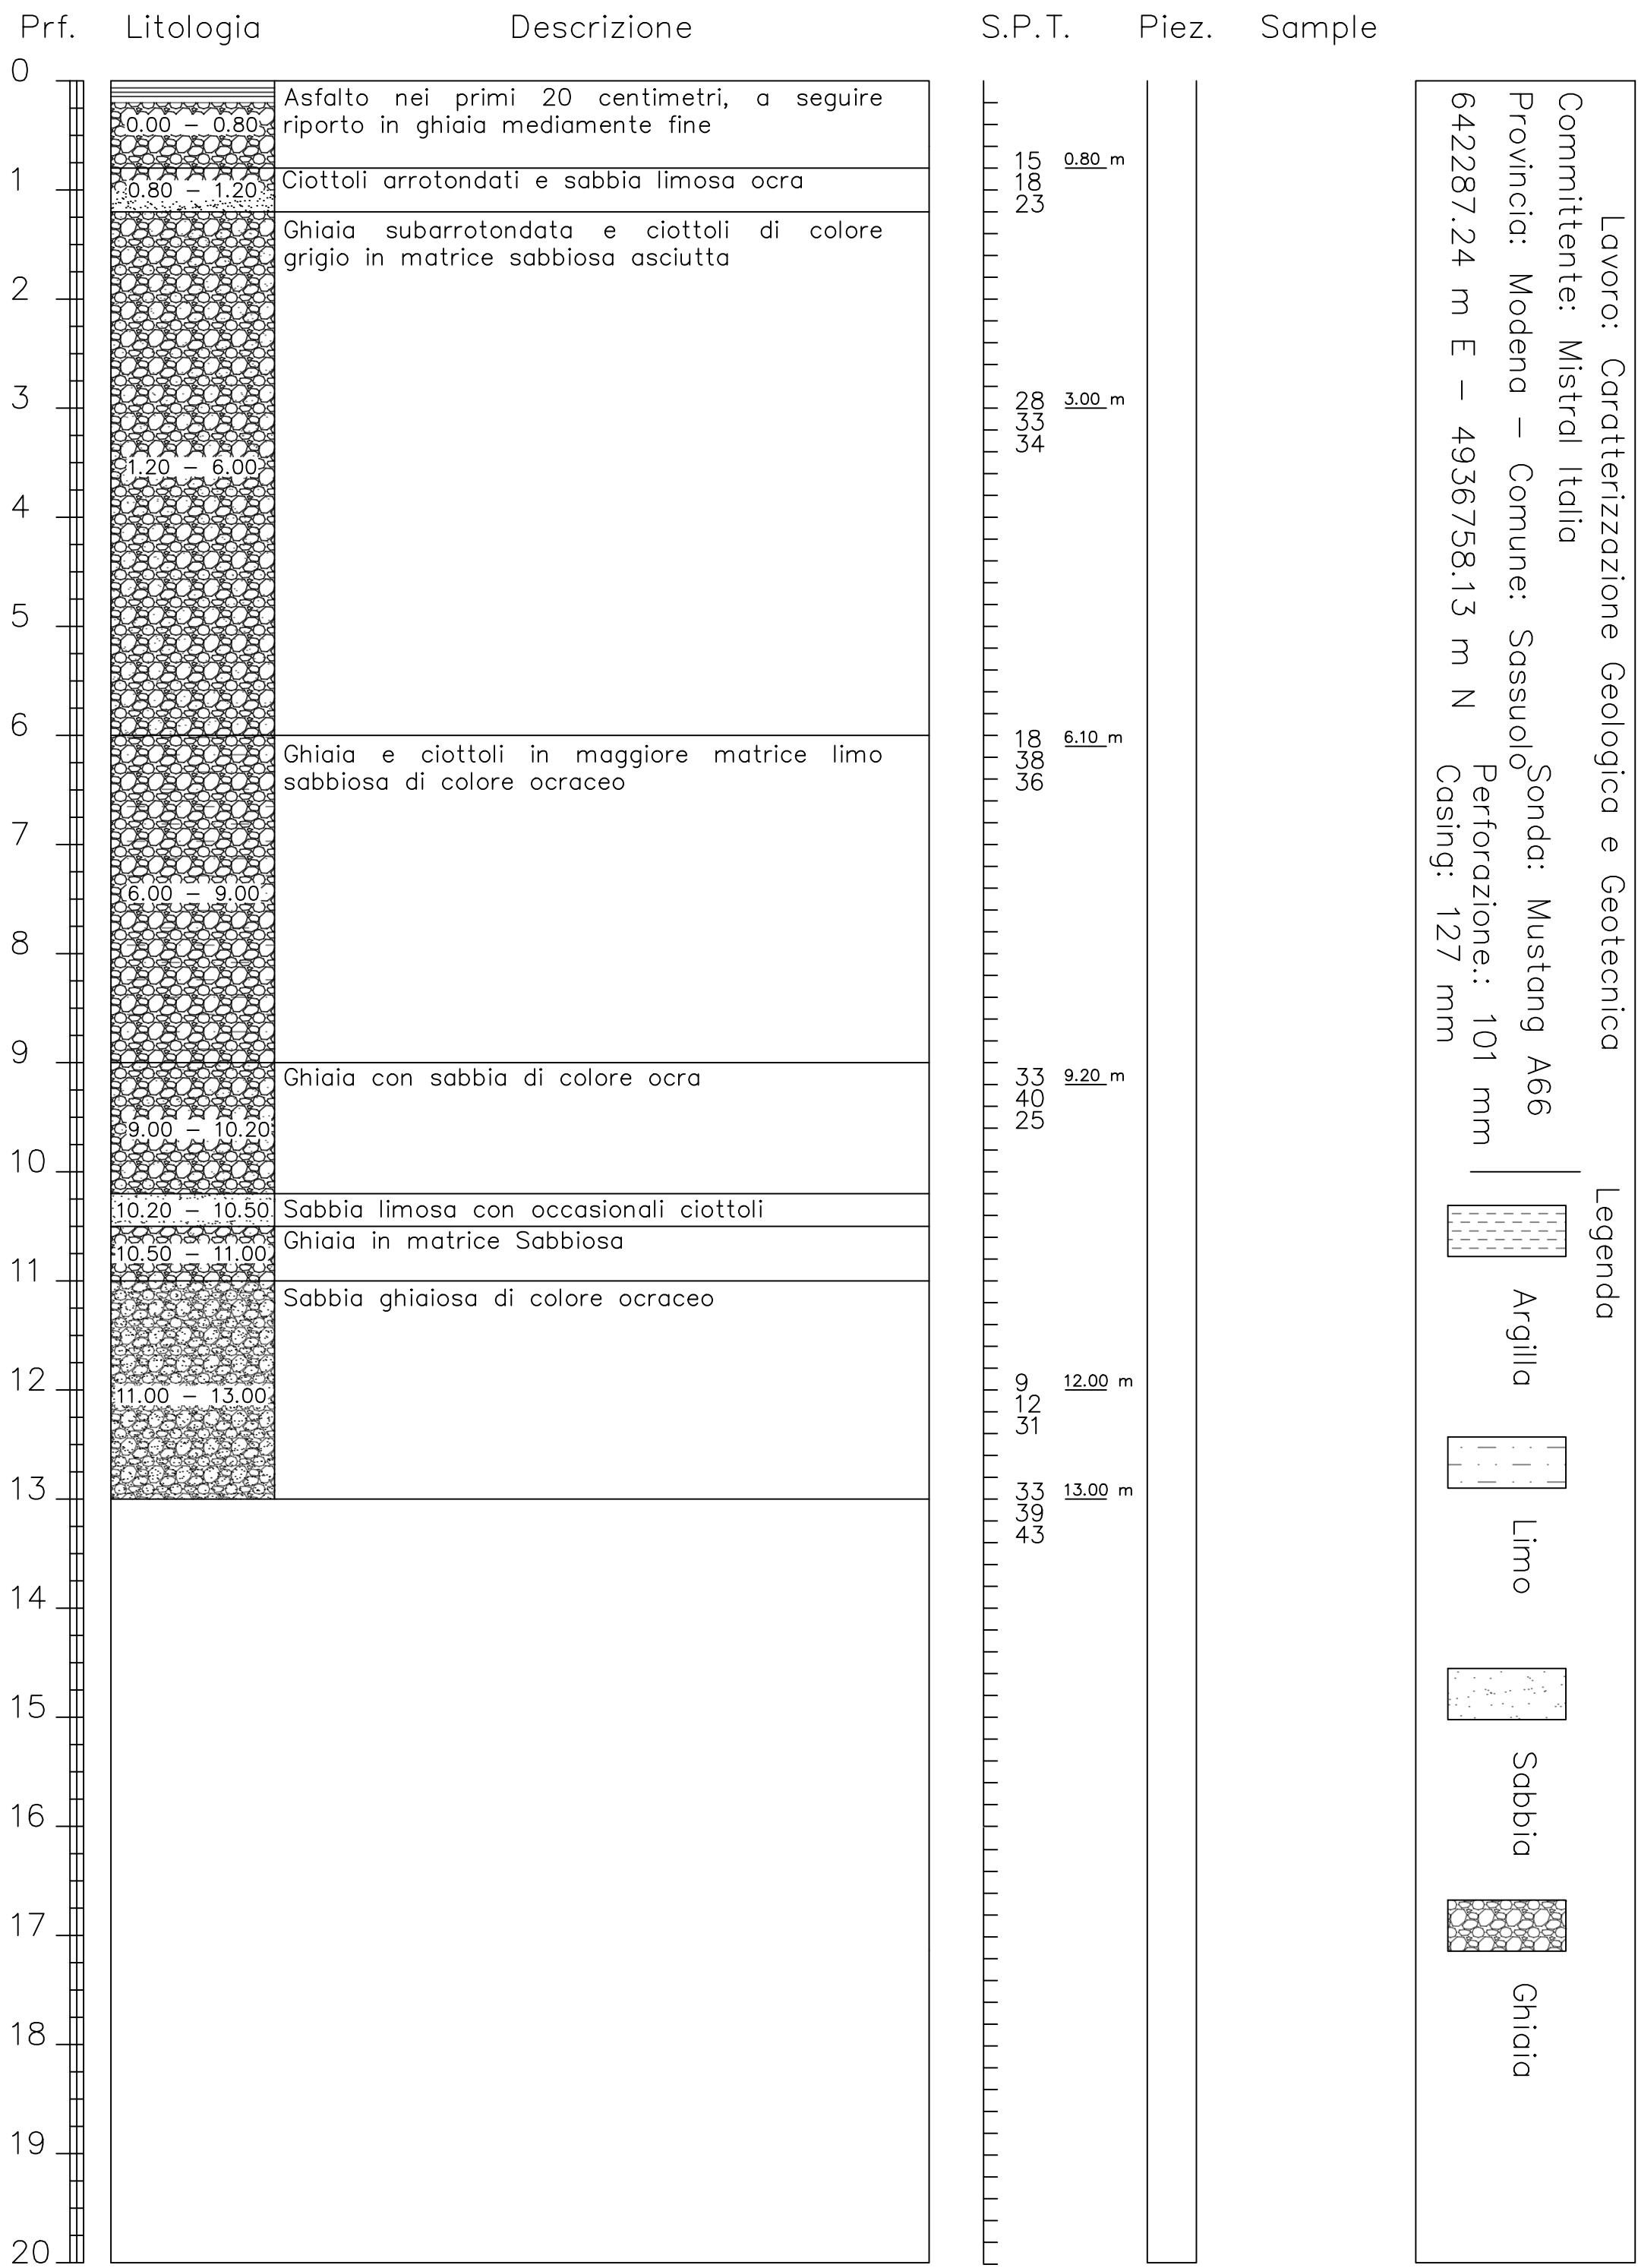 Prf. Litologia Descrizione S.P.T. Piez. Sample
0
Asfalto nei primi 20 centimetri, a seguire
riporto in ghiaia mediamente fine
0.00 – 0.80
15 0.80 m
18
23
1
0.80 – 1.20
Ciottoli arrotondati e sabbia limosa ocra
Ghiaia subarrotondata e ciottoli di colore
grigio in matrice sabbiosa asciutta
2
3
28 3.00 m
33
34
1.20 – 6.00
4
5
6
18 6.10 m
38
36
Ghiaia e ciottoli in maggiore matrice limo
sabbiosa di colore ocraceo
7
6.00 – 9.00
8
9
Ghiaia con sabbia di colore ocra
33 9.20 m
40
25
9.00 – 10.20
10
10.20 – 10.50
Sabbia limosa con occasionali ciottoli
10.50 – 11.00
Ghiaia in matrice Sabbiosa
11
Sabbia ghiaiosa di colore ocraceo
12
11.00 – 13.00
9 12.00 m
12
31
13
33 13.00 m
39
43
14
15
16
17
18
19
20
Lavoro: Caratterizzazione Geologica e Geotecnica
Committente: Mistral Italia
Provincia: Modena – Comune: Sassuolo
642287.24 m E – 4936758.13 m N
Sonda: Mustang A66
Perforazione.: 101 mm
Casing: 127 mm
Legenda
Argilla
Limo
Sabbia
Ghiaia